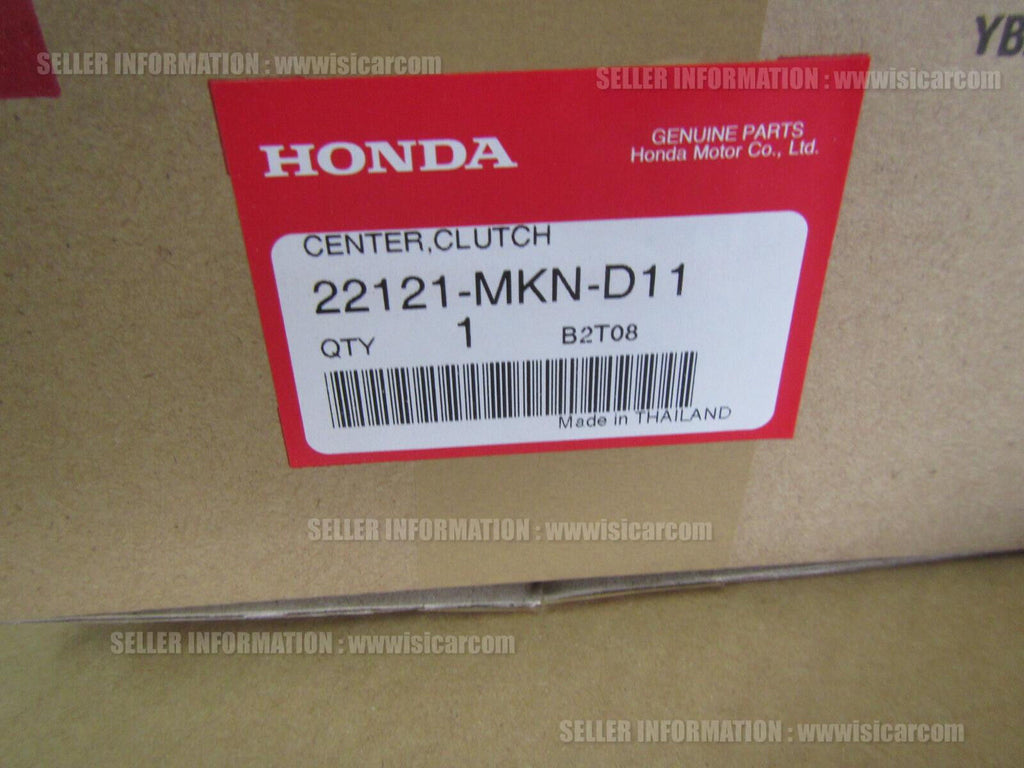 YB
SELLER INFORMATION : wwwisicarcom
SELLER INFORMATION : wwwisicarcom
HONDA
GENUINE PARTS
Honda Motor Co., Ltd.
CENTER,CLUTCH
22121-MKN-D11
QTY 1 B2T08
Made in THAILAND
SELLER INFORMATION : wwwisicarcom
SELLER INFORMATION : wwwisicarcom
SELLER INFORMATION : wwwisicarcom